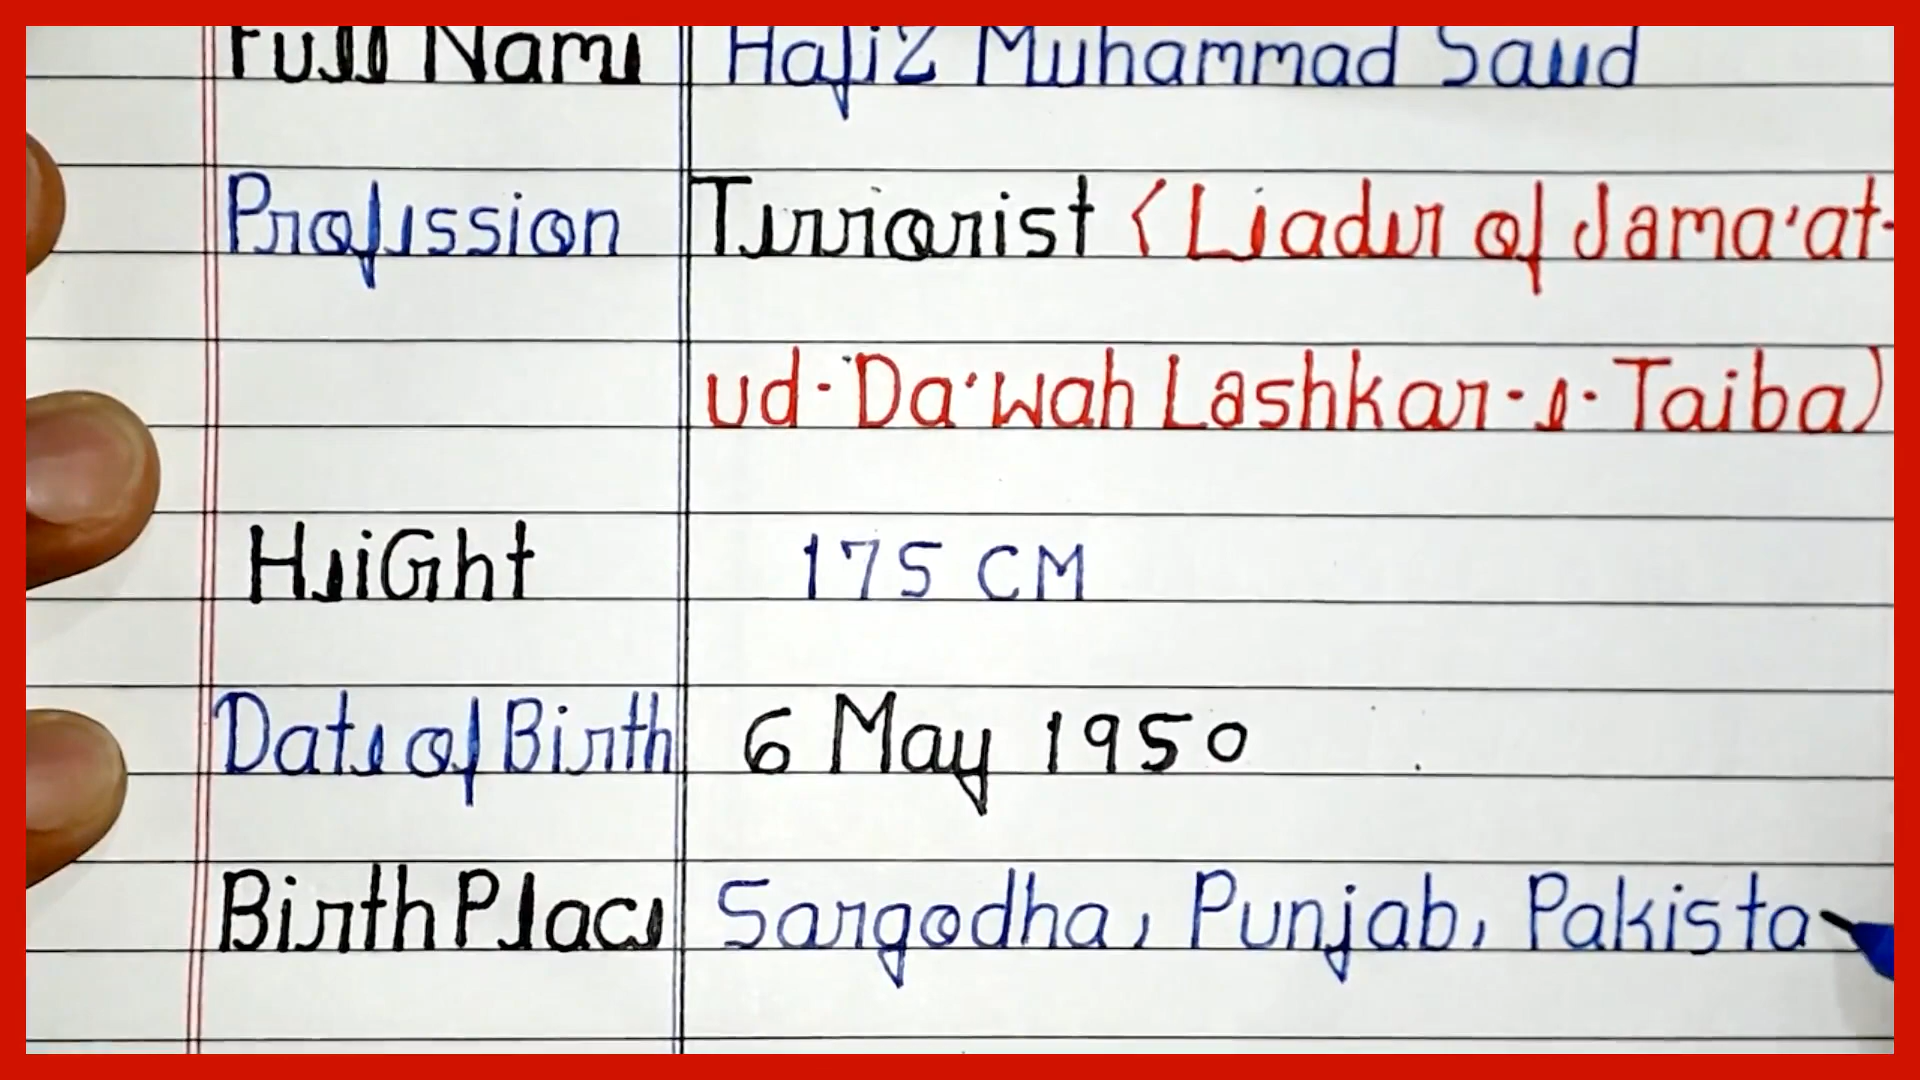 Full Name Hafiz Muhammad Saeed
Profession Terrorist (Leader of Jama'at-
ud-Da'wah Lashkar-e-Taiba)
HeiGht 175 CM
Date of Birth 6 May 1950
Birth Place Sargodha, Punjab, Pakista